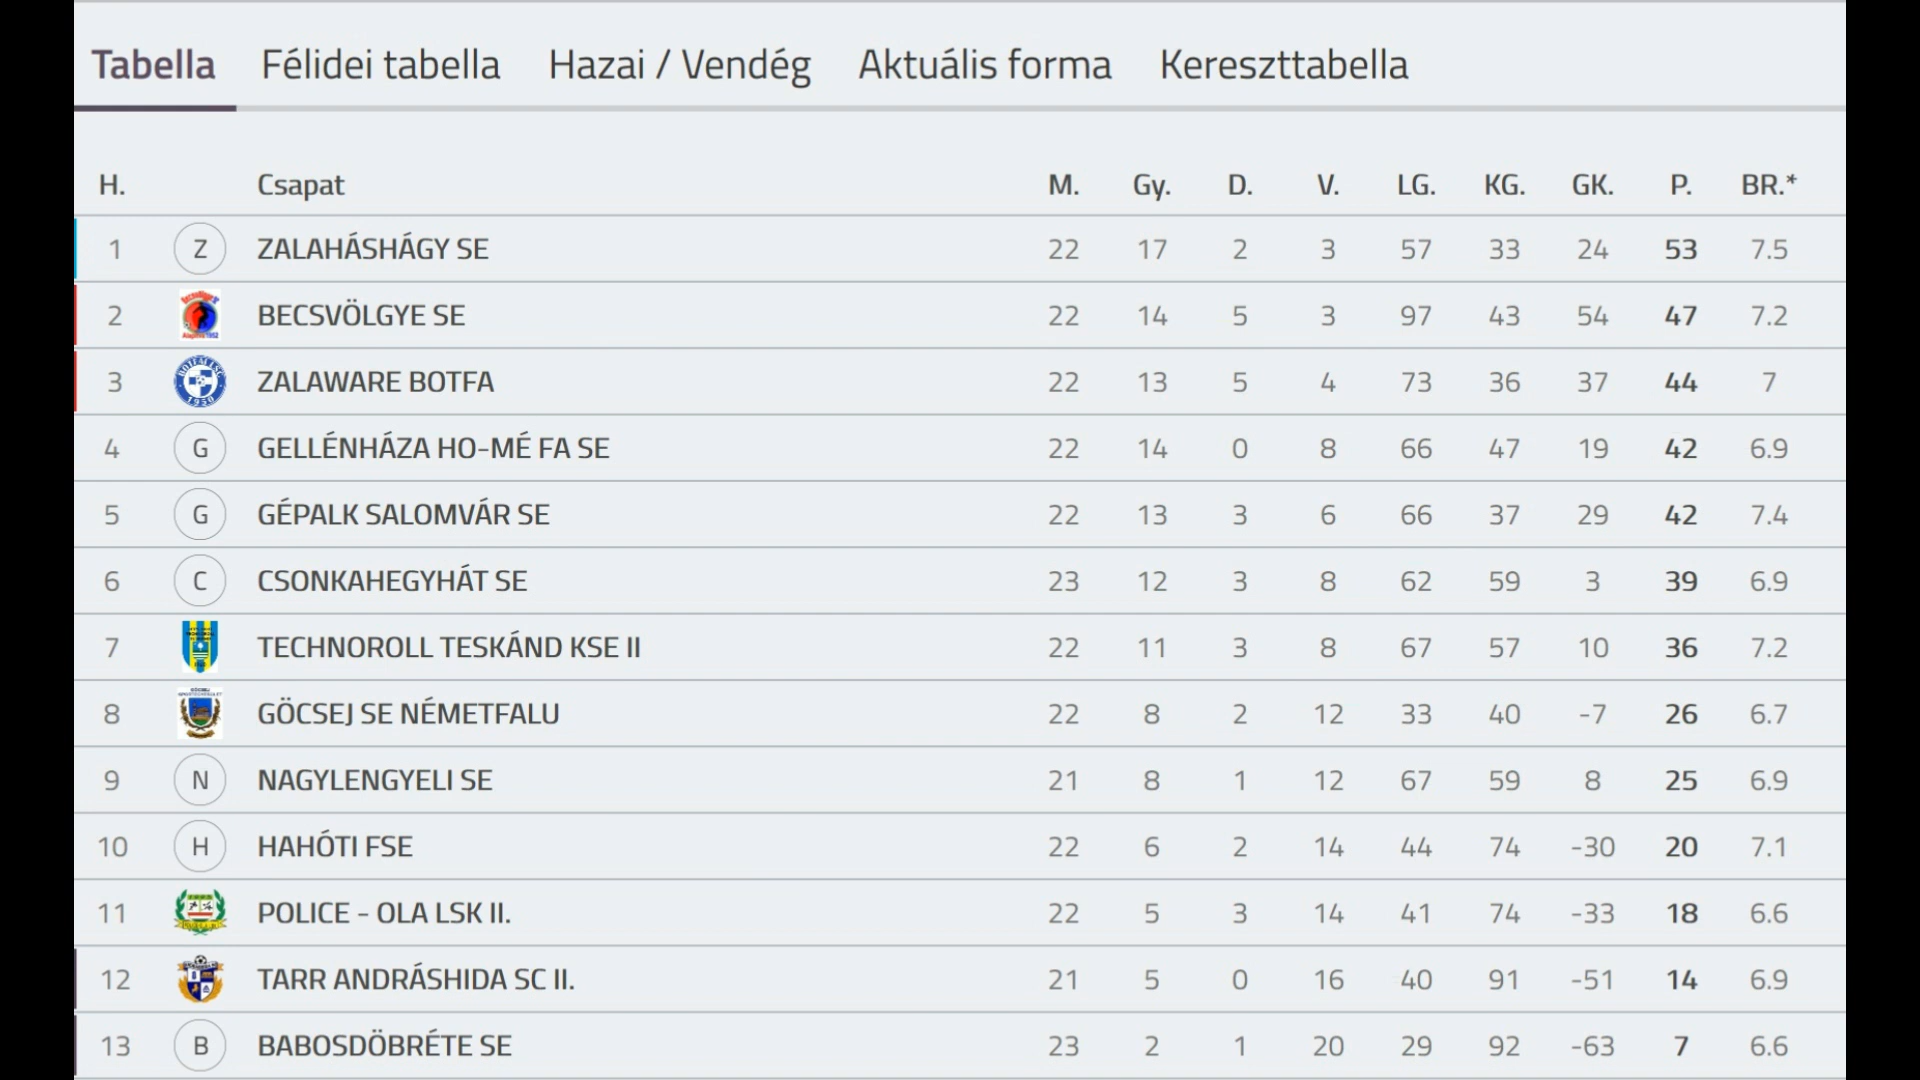 Tabella Félidei tabella Hazai / Vendég Aktuális forma Kereszttabella
H. Csapat M. Gy. D. V. LG. KG. GK. P. BR.*
1 Z ZALAHÁSHÁGY SE 22 17 2 3 57 33 24 53 7.5
2 BECSVÖLGYE SE 22 14 5 3 97 43 54 47 7.2
3 ZALAWARE BOTFA 22 13 5 4 73 36 37 44 7
4 G GELLÉNHÁZA HO-MÉ FA SE 22 14 0 8 66 47 19 42 6.9
5 G GÉPALK SALOMVÁR SE 22 13 3 6 66 37 29 42 7.4
6 C CSONKAHEGYHÁT SE 23 12 3 8 62 59 3 39 6.9
7 TECHNOROLL TESKÁND KSE II 22 11 3 8 67 57 10 36 7.2
8 GÖCSEJ SE NÉMETFALU 22 8 2 12 33 40 -7 26 6.7
9 N NAGYLENGYELI SE 21 8 1 12 67 59 8 25 6.9
10 H HAHÓTI FSE 22 6 2 14 44 74 -30 20 7.1
11 POLICE - OLA LSK II. 22 5 3 14 41 74 -33 18 6.6
12 TARR ANDRÁSHIDA SC II. 21 5 0 16 40 91 -51 14 6.9
13 B BABOSDÖBRÉTE SE 23 2 1 20 29 92 -63 7 6.6